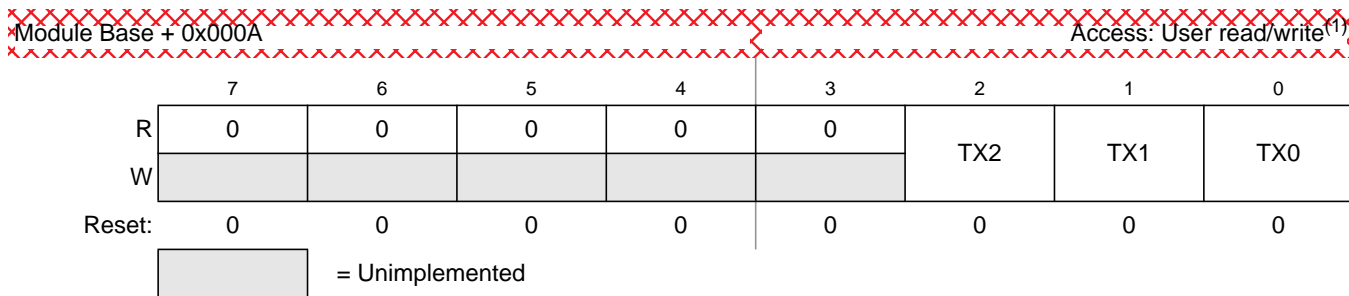 Module Base + 0x000A Access: User read/write(1)
7 6 5 4 3 2 1 0
R 0 0 0 0 0 TX2 TX1 TX0
W
Reset: 0 0 0 0 0 0 0 0
= Unimplemented